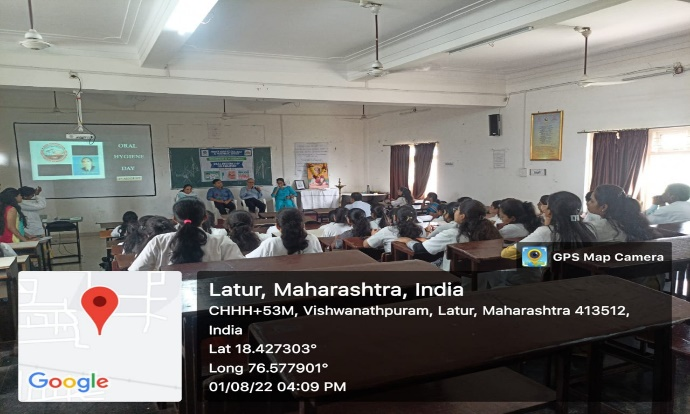 ORAL
HYGIENE
DAY
GPS Map Camera
Latur, Maharashtra, India
CHHH+53M, Vishwanathpuram, Latur, Maharashtra 413512,
India
Lat 18.427303°
Long 76.577901°
01/08/22 04:09 PM
Google